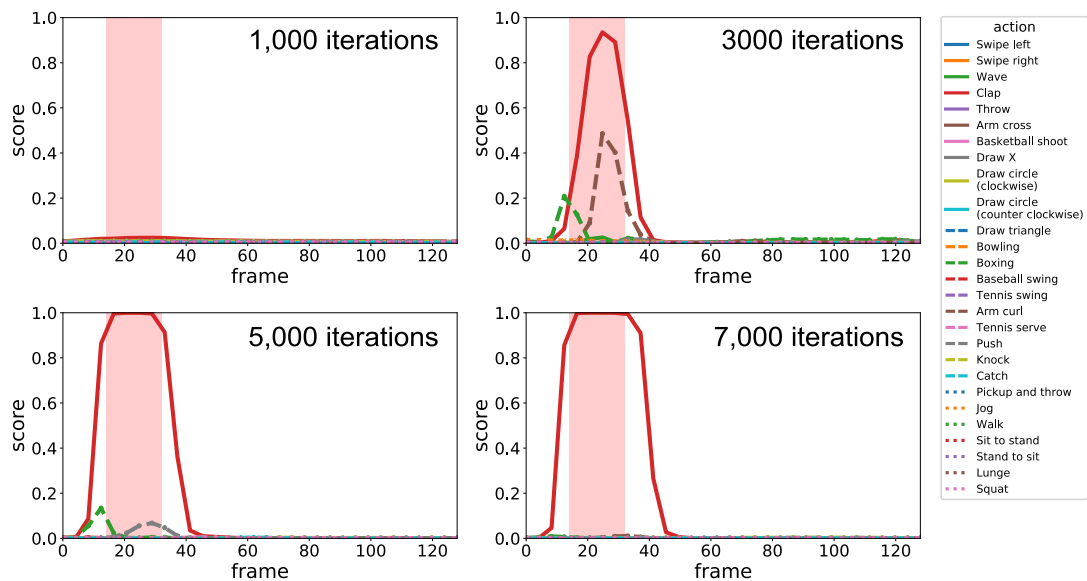 1,000 iterations
score
1.0
0.8
0.6
0.4
0.2
0.0
0 20 40 60 80 100 120
frame
3000 iterations
score
1.0
0.8
0.6
0.4
0.2
0.0
0 20 40 60 80 100 120
frame
5,000 iterations
score
1.0
0.8
0.6
0.4
0.2
0.0
0 20 40 60 80 100 120
frame
7,000 iterations
score
1.0
0.8
0.6
0.4
0.2
0.0
0 20 40 60 80 100 120
frame
action
Swipe left
Swipe right
Wave
Clap
Throw
Arm cross
Basketball shoot
Draw X
Draw circle
(clockwise)
Draw circle
(counter clockwise)
Draw triangle
Bowling
Boxing
Baseball swing
Tennis swing
Arm curl
Tennis serve
Push
Knock
Catch
Pickup and throw
Jog
Walk
Sit to stand
Stand to sit
Lunge
Squat